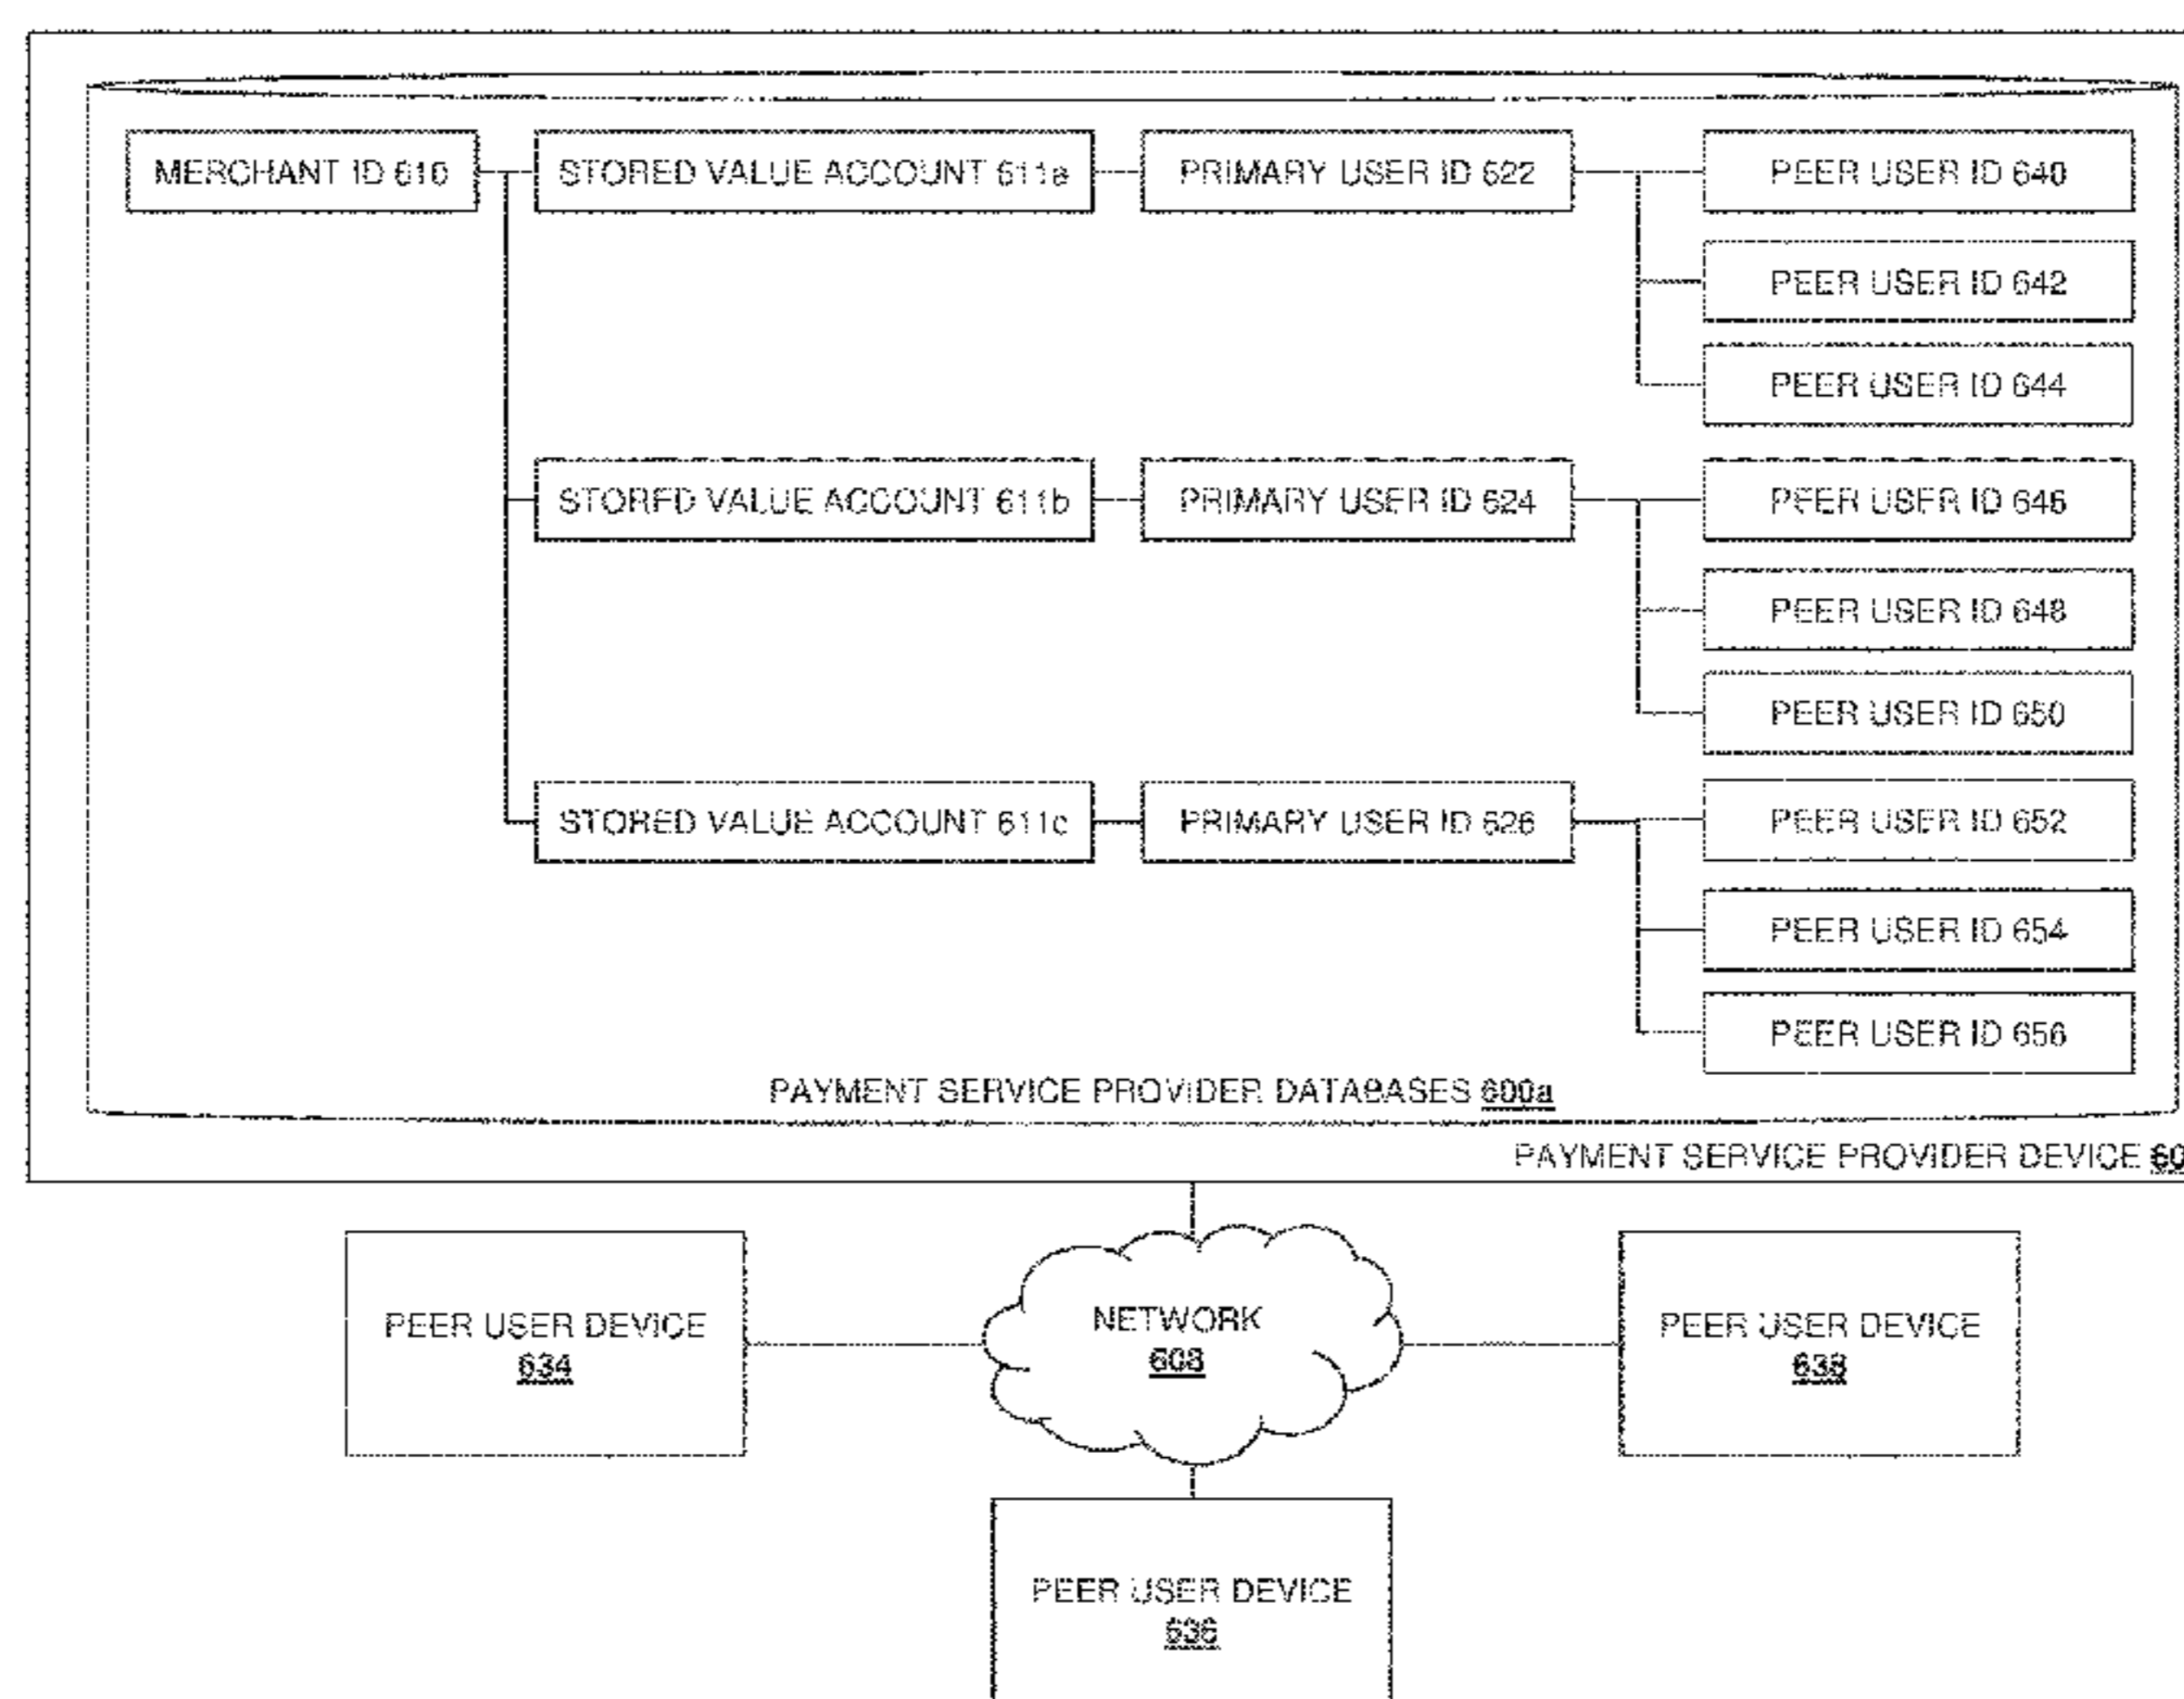 MERCHANT ID 610
STORED VALUE ACCOUNT 611a
PRIMARY USER ID 622
PEER USER ID 640
PEER USER ID 642
PEER USER ID 644
STORED VALUE ACCOUNT 611b
PRIMARY USER ID 624
PEER USER ID 646
PEER USER ID 648
PEER USER ID 650
STORED VALUE ACCOUNT 611c
PRIMARY USER ID 626
PEER USER ID 652
PEER USER ID 654
PEER USER ID 656
PAYMENT SERVICE PROVIDER DATABASES 600a
PAYMENT SERVICE PROVIDER DEVICE
PEER USER DEVICE
634
NETWORK
608
PEER USER DEVICE
638
PEER USER DEVICE
636